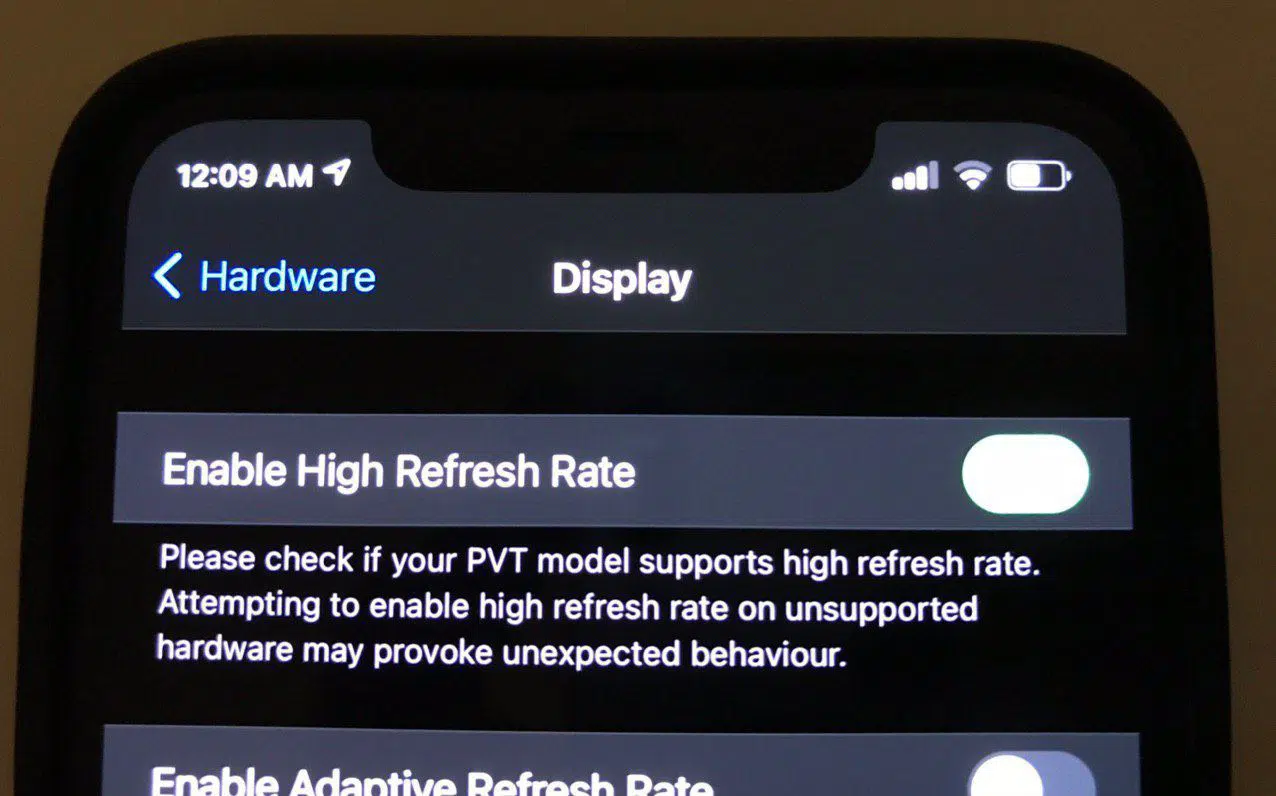 12:09 AM
Hardware
Display
Enable High Refresh Rate
Please check if your PVT model supports high refresh rate.
Attempting to enable high refresh rate on unsupported
hardware may provoke unexpected behaviour.
Enable Adaptive Refresh Rate